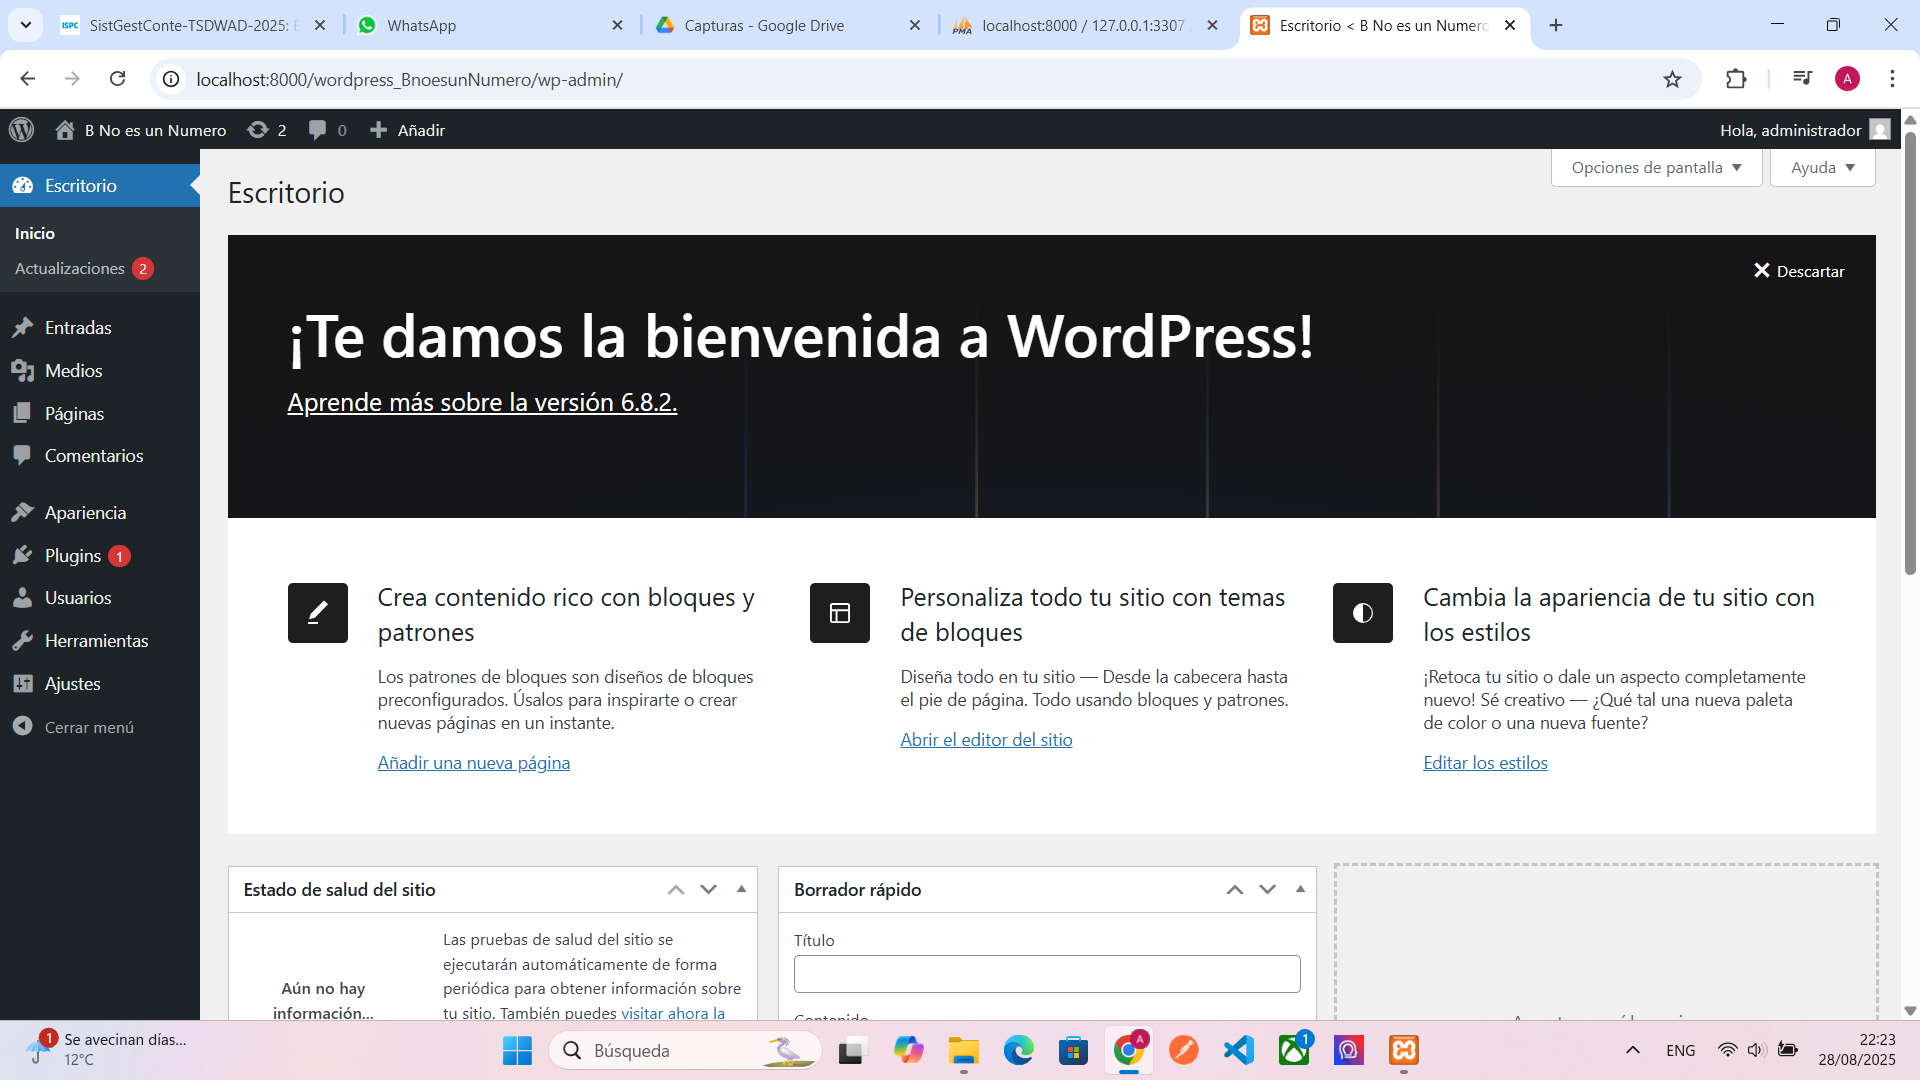 SistGestConte-TSDWAD-2025: E
WhatsApp
Capturas - Google Drive
localhost:8000 / 127.0.0.1:3307
Escritorio < B No es un Numero
localhost:8000/wordpress_BnoesunNumero/wp-admin/
A
B No es un Numero
2
0
Añadir
Hola, administrador
Escritorio
Inicio
Actualizaciones 2
Entradas
Medios
Páginas
Comentarios
Apariencia
Plugins 1
Usuarios
Herramientas
Ajustes
Cerrar menú
Opciones de pantalla
Ayuda
Escritorio
Descartar
¡Te damos la bienvenida a WordPress!
Aprende más sobre la versión 6.8.2.
Crea contenido rico con bloques y
patrones
Los patrones de bloques son diseños de bloques
preconfigurados. Úsalos para inspirarte o crear
nuevas páginas en un instante.
Añadir una nueva página
Personaliza todo tu sitio con temas
de bloques
Diseña todo en tu sitio — Desde la cabecera hasta
el pie de página. Todo usando bloques y patrones.
Abrir el editor del sitio
Cambia la apariencia de tu sitio con
los estilos
¡Retoca tu sitio o dale un aspecto completamente
nuevo! Sé creativo — ¿Qué tal una nueva paleta
de color o una nueva fuente?
Editar los estilos
Estado de salud del sitio
Aún no hay
información...
Las pruebas de salud del sitio se
ejecutarán automáticamente de forma
periódica para obtener información sobre
tu sitio. También puedes visitar ahora la
Borrador rápido
Título
Contenido
1
Se avecinan días...
12°C
Búsqueda
A
1
ENG
22:23
28/08/2025